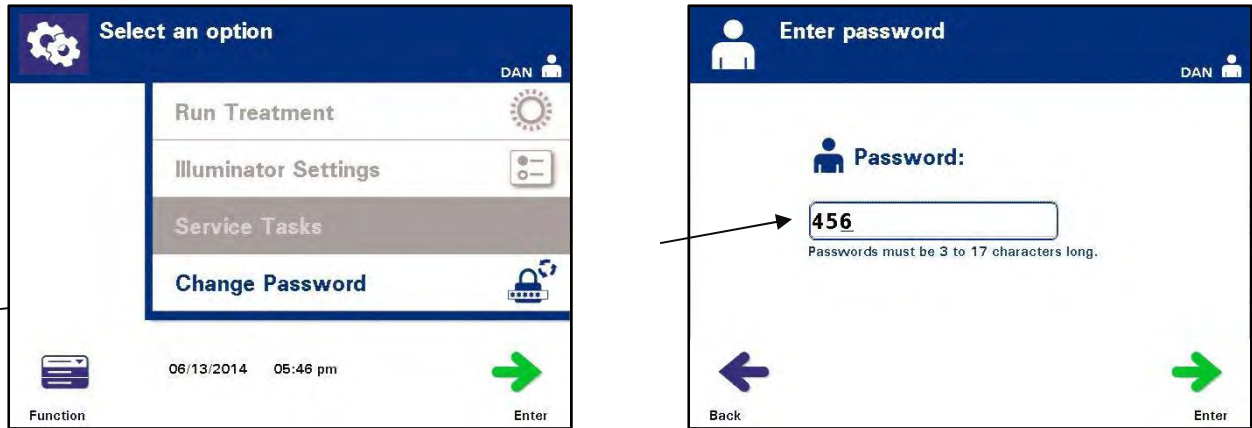 Select an option
DAN
Run Treatment
Illuminator Settings
Service Tasks
Change Password
06/13/2014 05:46 pm
Function
Enter
Enter password
DAN
Password:
456
Passwords must be 3 to 17 characters long.
Back
Enter